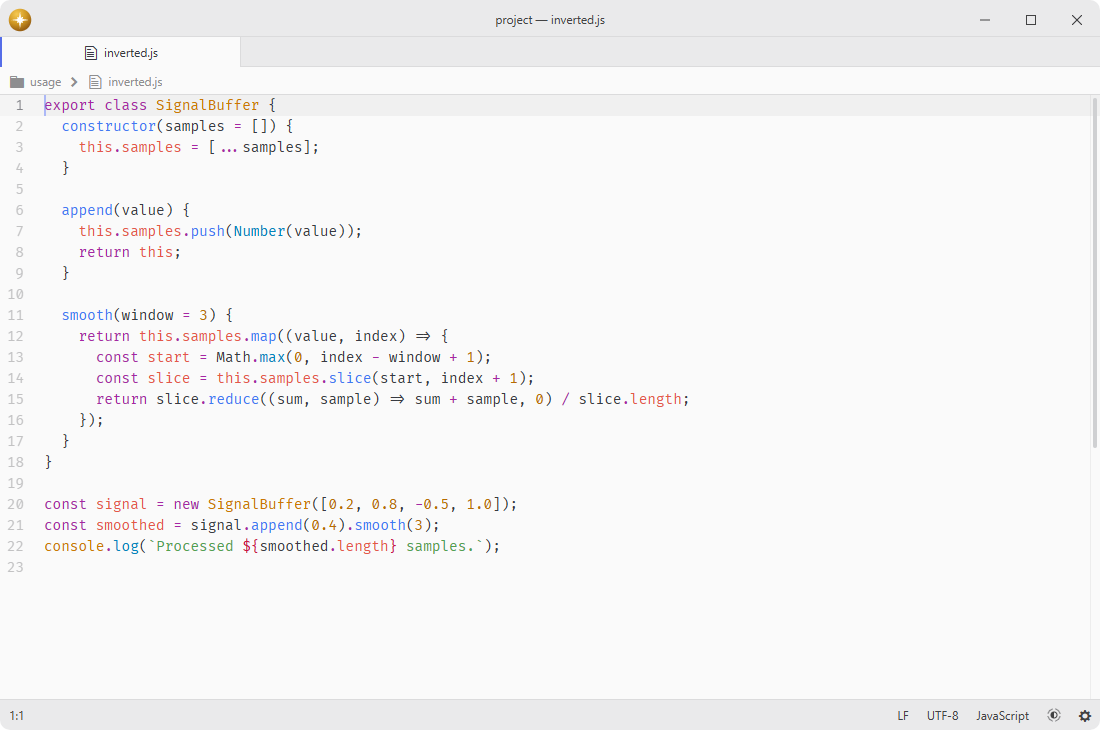 project — inverted.js
inverted.js
usage
inverted.js
1 export class SignalBuffer {
2   constructor(samples = []) {
3     this.samples = [...samples];
4   }
5
6   append(value) {
7     this.samples.push(Number(value));
8     return this;
9   }
10
11   smooth(window = 3) {
12     return this.samples.map((value, index) => {
13       const start = Math.max(0, index - window + 1);
14       const slice = this.samples.slice(start, index + 1);
15       return slice.reduce((sum, sample) => sum + sample, 0) / slice.length;
16     });
17   }
18 }
19
20 const signal = new SignalBuffer([0.2, 0.8, -0.5, 1.0]);
21 const smoothed = signal.append(0.4).smooth(3);
22 console.log(`Processed ${smoothed.length} samples.`);
23
1:1
LF UTF-8 JavaScript